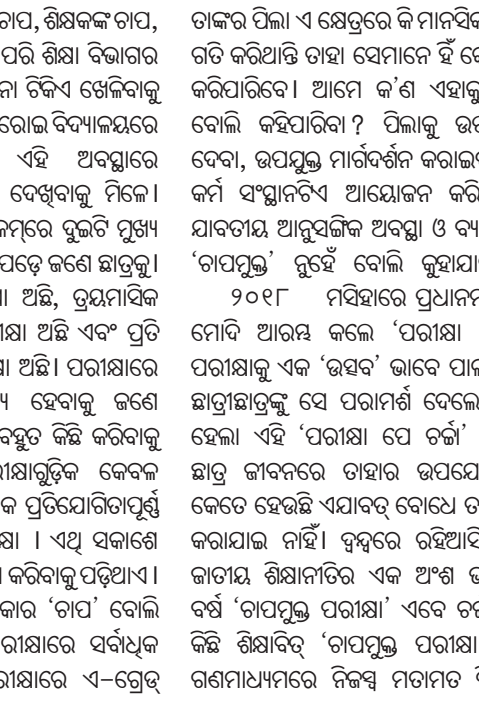 ଚାପ, ଶିକ୍ଷକଙ୍କ ଚାପ,
ପରି ଶିକ୍ଷା ବିଭାଗର
ନା ଟିକିଏ ଖେଳିବାକୁ
ରୋଇ ବିଦ୍ୟାଳୟରେ
ଏହି ଅବସ୍ଥାରେ
ଦେଖିବାକୁ ମିଳେ।
କମ୍‌ରେ ଦୁଇଟି ମୁଖ୍ୟ
ପଡ଼େ ଜଣେ ଛାତ୍ରକୁ।
ା ଅଛି, ତ୍ରୟମାସିକ
ୀକ୍ଷା ଅଛି ଏବଂ ପ୍ରତି
ା ଅଛି। ପରୀକ୍ଷାରେ
ହେବାକୁ ଜଣେ
ବହୁତ କିଛି କରିବାକୁ
ୀକ୍ଷାଗୁଡ଼ିକ କେବଳ
କ ପ୍ରତିଯୋଗିତାପୂର୍ଣ୍ଣ
କ୍ଷା । ଏଥି ସକାଶେ
କରିବାକୁ ପଡ଼ିଥାଏ।
କାର ‘ଚାପ’ ବୋଲି
ରୀକ୍ଷାରେ ସର୍ବାଧିକ
ରୀକ୍ଷାରେ ଏ-ଗ୍ରେଡ୍
ତାଙ୍କର ପିଲା ଏ କ୍ଷେତ୍ରରେ କି ମାନସିକ
ଗତି କରିଥାନ୍ତି ତାହା ସେମାନେ ହିଁ
କରିପାରିବେ। ଆମେ କ’ଣ ଏହାକୁ
ବୋଲି କହିପାରିବା? ପିଲାକୁ
ଦେବା, ଉପଯୁକ୍ତ ମାର୍ଗଦର୍ଶନ କରାଇ
କର୍ମ ସଂସ୍ଥାନଟିଏ ଆୟୋଜନ କରି
ଯାବତୀୟ ଆନୁସଙ୍ଗିକ ଅବସ୍ଥା ଓ
‘ଚାପମୁକ୍ତ’ ନୁହେଁ ବୋଲି କୁହାଯା
୨୦୧୮ ମସିହାରେ ପ୍ରଧାନମ
ମୋଦି ଆରମ୍ଭ କଲେ ‘ପରୀକ୍ଷା
ପରୀକ୍ଷାକୁ ଏକ ‘ଉତ୍ସବ’ ଭାବେ ପାଳ
ଛାତ୍ରୀଛାତ୍ରଙ୍କୁ ସେ ପରାମର୍ଶ ଦେଲେ
ହେଲା ଏହି ‘ପରୀକ୍ଷା ପେ ଚର୍ଚ୍ଚା’
ଛାତ୍ର ଜୀବନରେ ତାହାର ଉପଯୋ
କେତେ ହେଉଛି ଏଯାବତ୍ ବୋଧେ ତ
କରାଯାଇ ନାହିଁ। ଦ୍ୱନ୍ଦ୍ୱରେ ରହିଆସି
ଜାତୀୟ ଶିକ୍ଷାନୀତିର ଏକ ଅଂଶ ଭ
ବର୍ଷ ‘ଚାପମୁକ୍ତ ପରୀକ୍ଷା’ ଏବେ ଚ
କିଛି ଶିକ୍ଷାବିତ୍ ‘ଚାପମୁକ୍ତ ପରୀକ୍ଷା
ଗଣମାଧ୍ୟମରେ ନିଜସ୍ୱ ମତାମତ